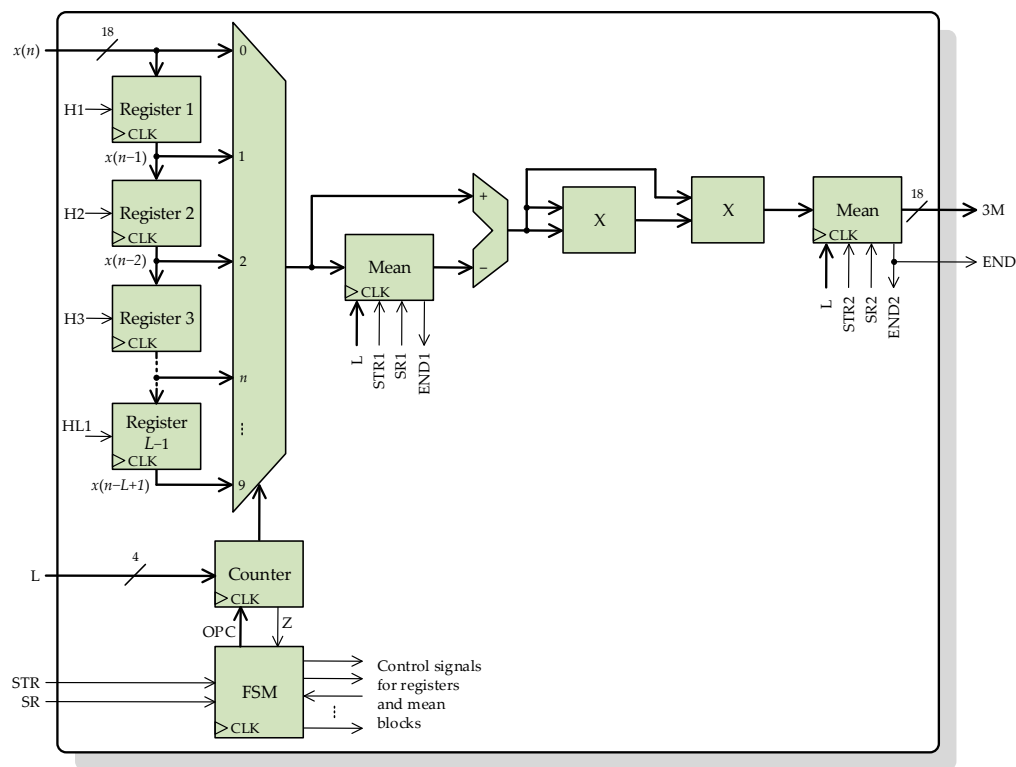 x(n)
18
0
H1
Register 1
CLK
x(n−1)
1
H2
Register 2
CLK
x(n−2)
2
H3
Register 3
CLK
n
HL1
Register
L−1
CLK
⋮
x(n−L+1)
9
Mean
CLK
L
STR1
SR1
END1
+
−
X
X
Mean
CLK
L
STR2
SR2
END2
18
3M
END
L
4
Counter
CLK
OPC
Z
STR
SR
FSM
CLK
Control signals
for registers
and mean
blocks
⋮